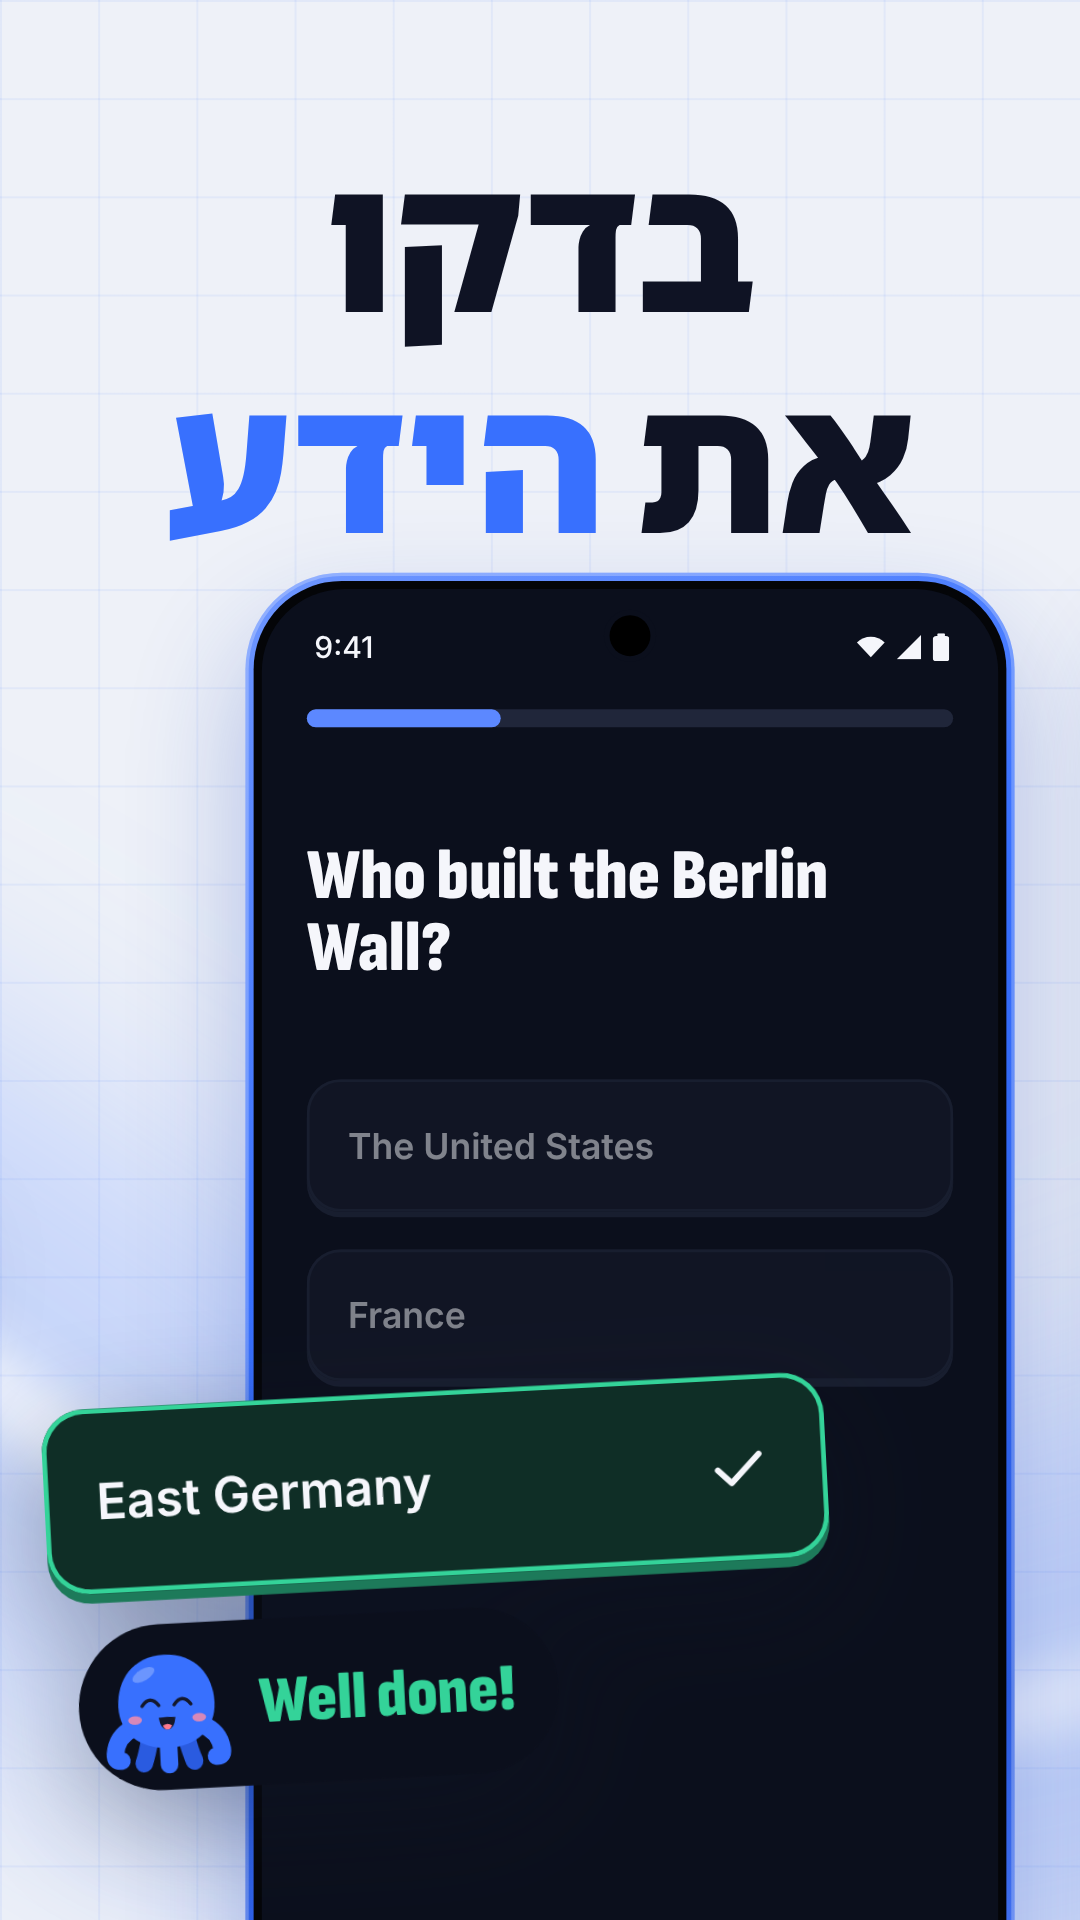 בדקו
את הידע
9:41
Who built the Berlin
Wall?
The United States
France
East Germany
Well done!